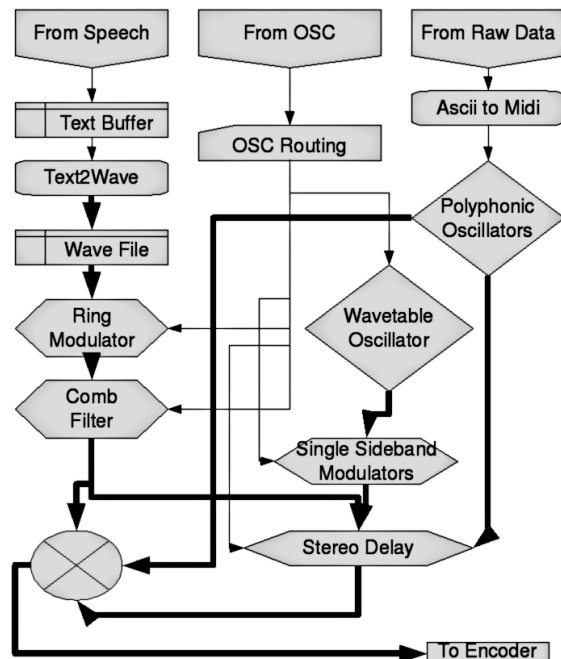 From Speech
From OSC
From Raw Data
Text Buffer
Ascii to Midi
OSC Routing
Text2Wave
Polyphonic
Oscillators
Wave File
Ring
Modulator
Wavetable
Oscillator
Comb
Filter
Single Sideband
Modulators
Stereo Delay
To Encoder